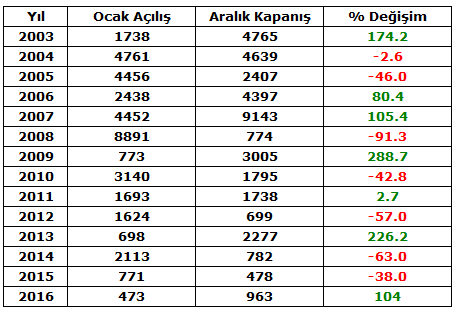 Yıl Ocak Açılış Aralık Kapanış % Değişim
2003 1738 4765 174.2
2004 4761 4639 -2.6
2005 4456 2407 -46.0
2006 2438 4397 80.4
2007 4452 9143 105.4
2008 8891 774 -91.3
2009 773 3005 288.7
2010 3140 1795 -42.8
2011 1693 1738 2.7
2012 1624 699 -57.0
2013 698 2277 226.2
2014 2113 782 -63.0
2015 771 478 -38.0
2016 473 963 104